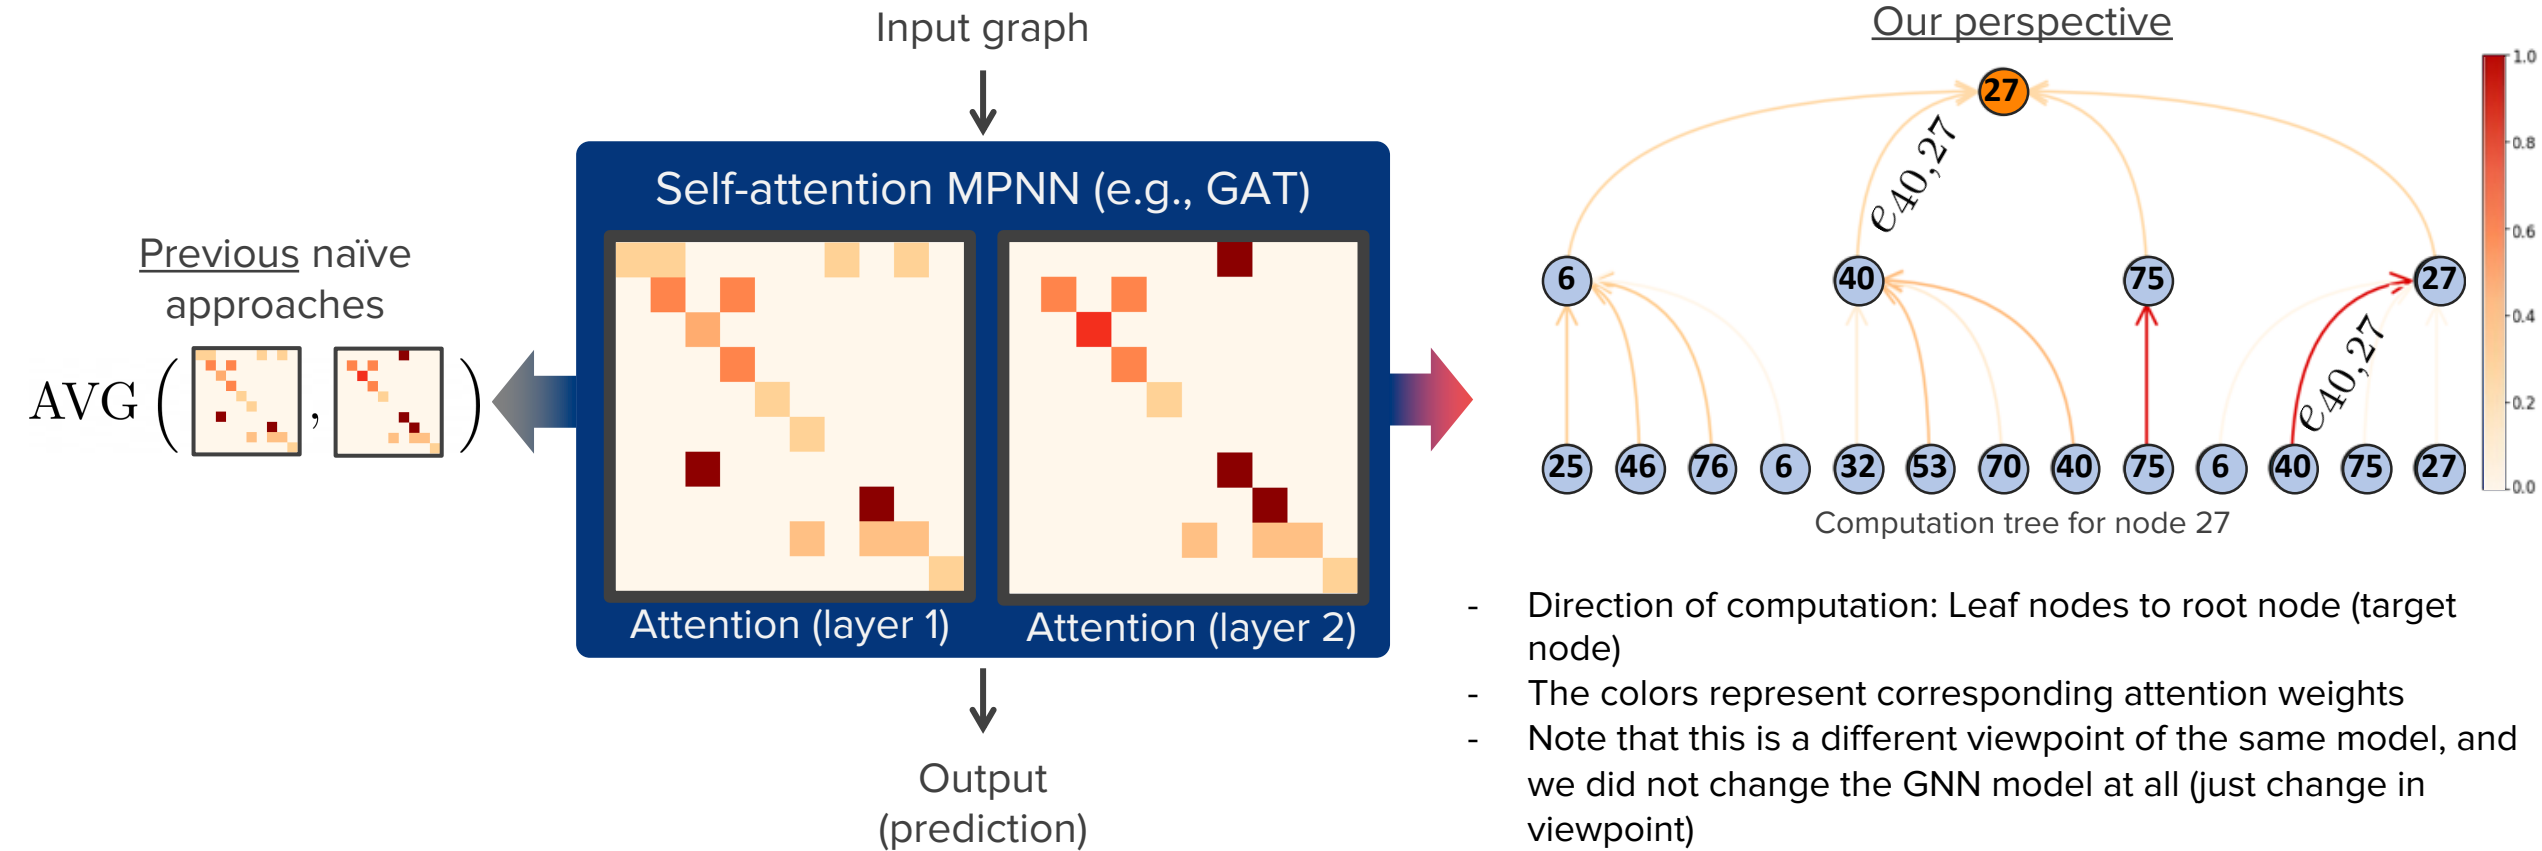 Input graph
Self-attention MPNN (e.g., GAT)
Attention (layer 1)
Attention (layer 2)
Output
(prediction)
Previous naïve
approaches
AVG ( , )
Our perspective
27
e40,27
6 40 75 27
e40,27
25 46 76 6 32 53 70 40 75 6 40 75 27
1.0
0.8
0.6
0.4
0.2
0.0
Computation tree for node 27
- Direction of computation: Leaf nodes to root node (target
node)
- The colors represent corresponding attention weights
- Note that this is a different viewpoint of the same model, and
we did not change the GNN model at all (just change in
viewpoint)